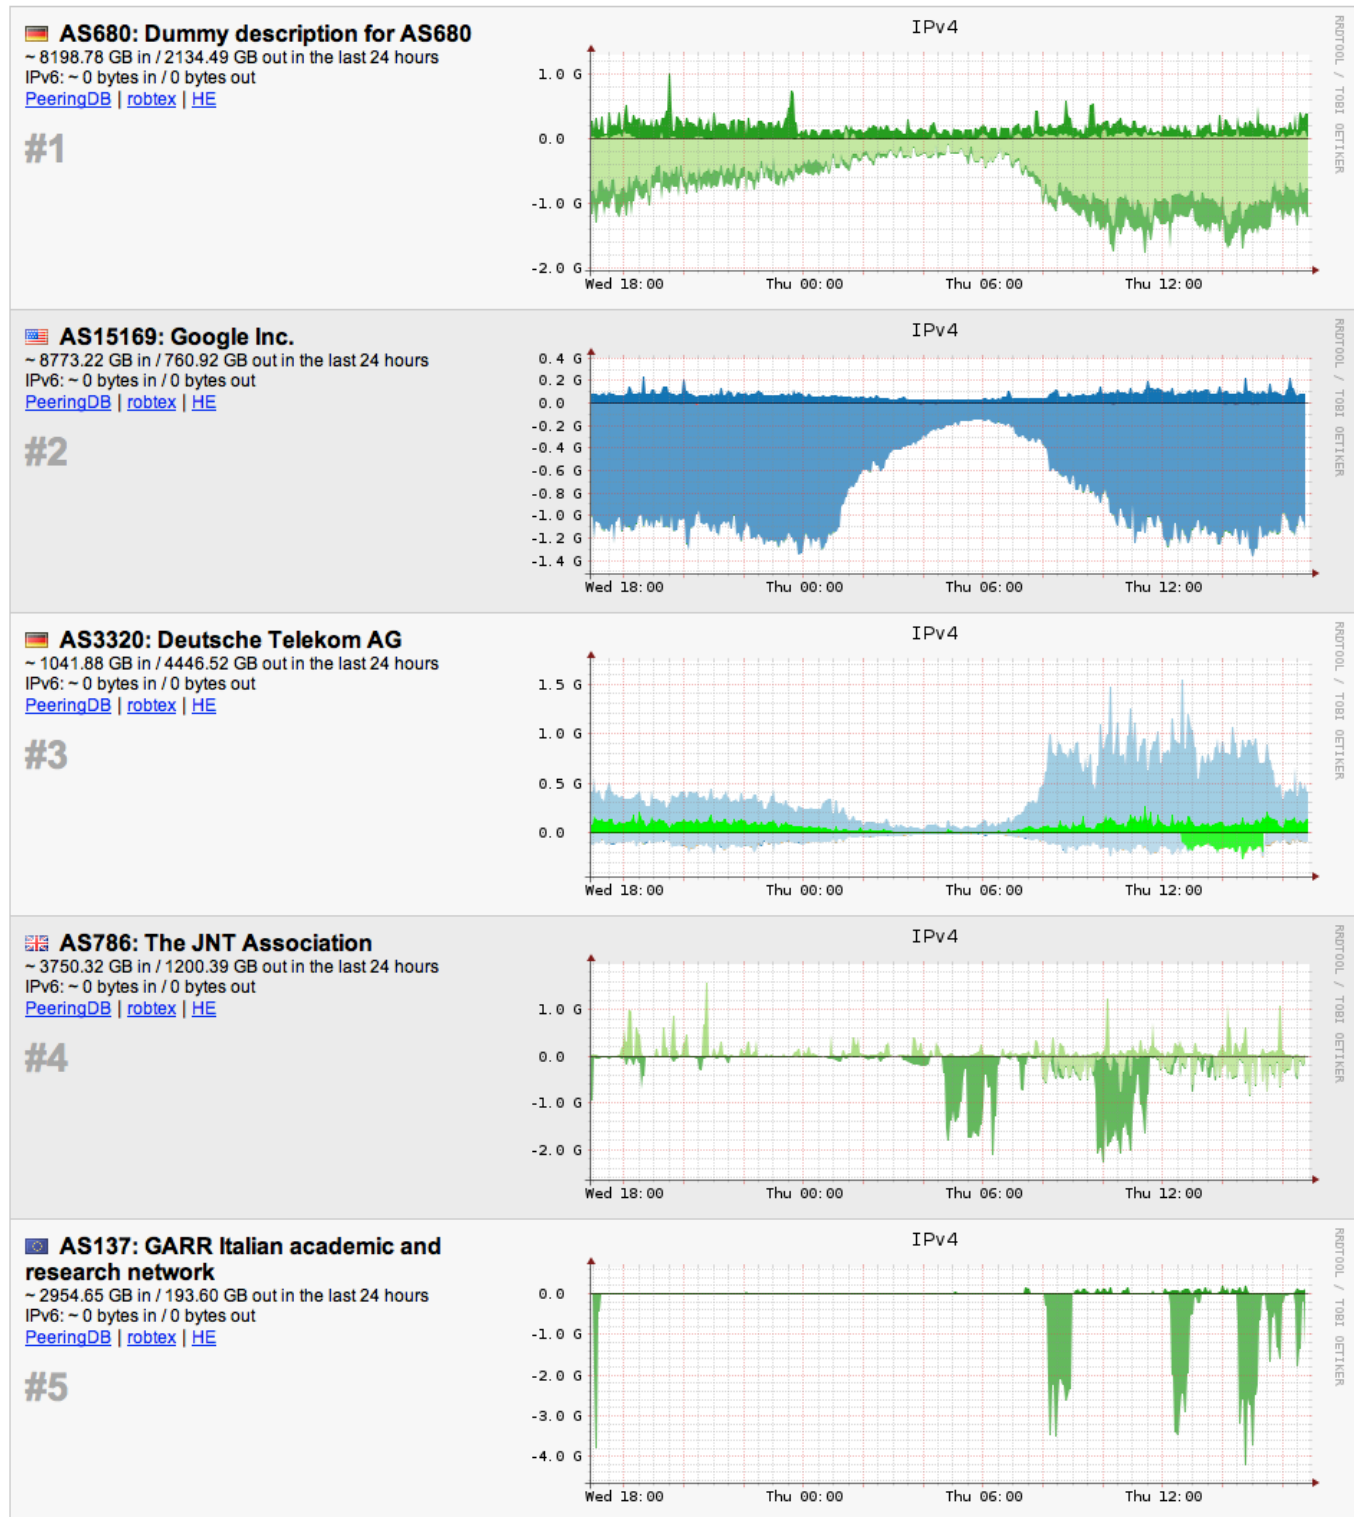 AS680: Dummy description for AS680
~ 8198.78 GB in / 2134.49 GB out in the last 24 hours
IPv6: ~ 0 bytes in / 0 bytes out
PeeringDB | robtex | HE
#1
IPv4
1.0 G
0.0
-1.0 G
-2.0 G
Wed 18:00 Thu 00:00 Thu 06:00 Thu 12:00
RRDTOOL / TOBI OETIKER
AS15169: Google Inc.
~ 8773.22 GB in / 760.92 GB out in the last 24 hours
IPv6: ~ 0 bytes in / 0 bytes out
PeeringDB | robtex | HE
#2
IPv4
0.4 G
0.2 G
0.0
-0.2 G
-0.4 G
-0.6 G
-0.8 G
-1.0 G
-1.2 G
-1.4 G
Wed 18:00 Thu 00:00 Thu 06:00 Thu 12:00
RRDTOOL / TOBI OETIKER
AS3320: Deutsche Telekom AG
~ 1041.88 GB in / 4446.52 GB out in the last 24 hours
IPv6: ~ 0 bytes in / 0 bytes out
PeeringDB | robtex | HE
#3
IPv4
1.5 G
1.0 G
0.5 G
0.0
Wed 18:00 Thu 00:00 Thu 06:00 Thu 12:00
RRDTOOL / TOBI OETIKER
AS786: The JNT Association
~ 3750.32 GB in / 1200.39 GB out in the last 24 hours
IPv6: ~ 0 bytes in / 0 bytes out
PeeringDB | robtex | HE
#4
IPv4
1.0 G
0.0
-1.0 G
-2.0 G
Wed 18:00 Thu 00:00 Thu 06:00 Thu 12:00
RRDTOOL / TOBI OETIKER
AS137: GARR Italian academic and
research network
~ 2954.65 GB in / 193.60 GB out in the last 24 hours
IPv6: ~ 0 bytes in / 0 bytes out
PeeringDB | robtex | HE
#5
IPv4
0.0
-1.0 G
-2.0 G
-3.0 G
-4.0 G
Wed 18:00 Thu 00:00 Thu 06:00 Thu 12:00
RRDTOOL / TOBI OETIKER